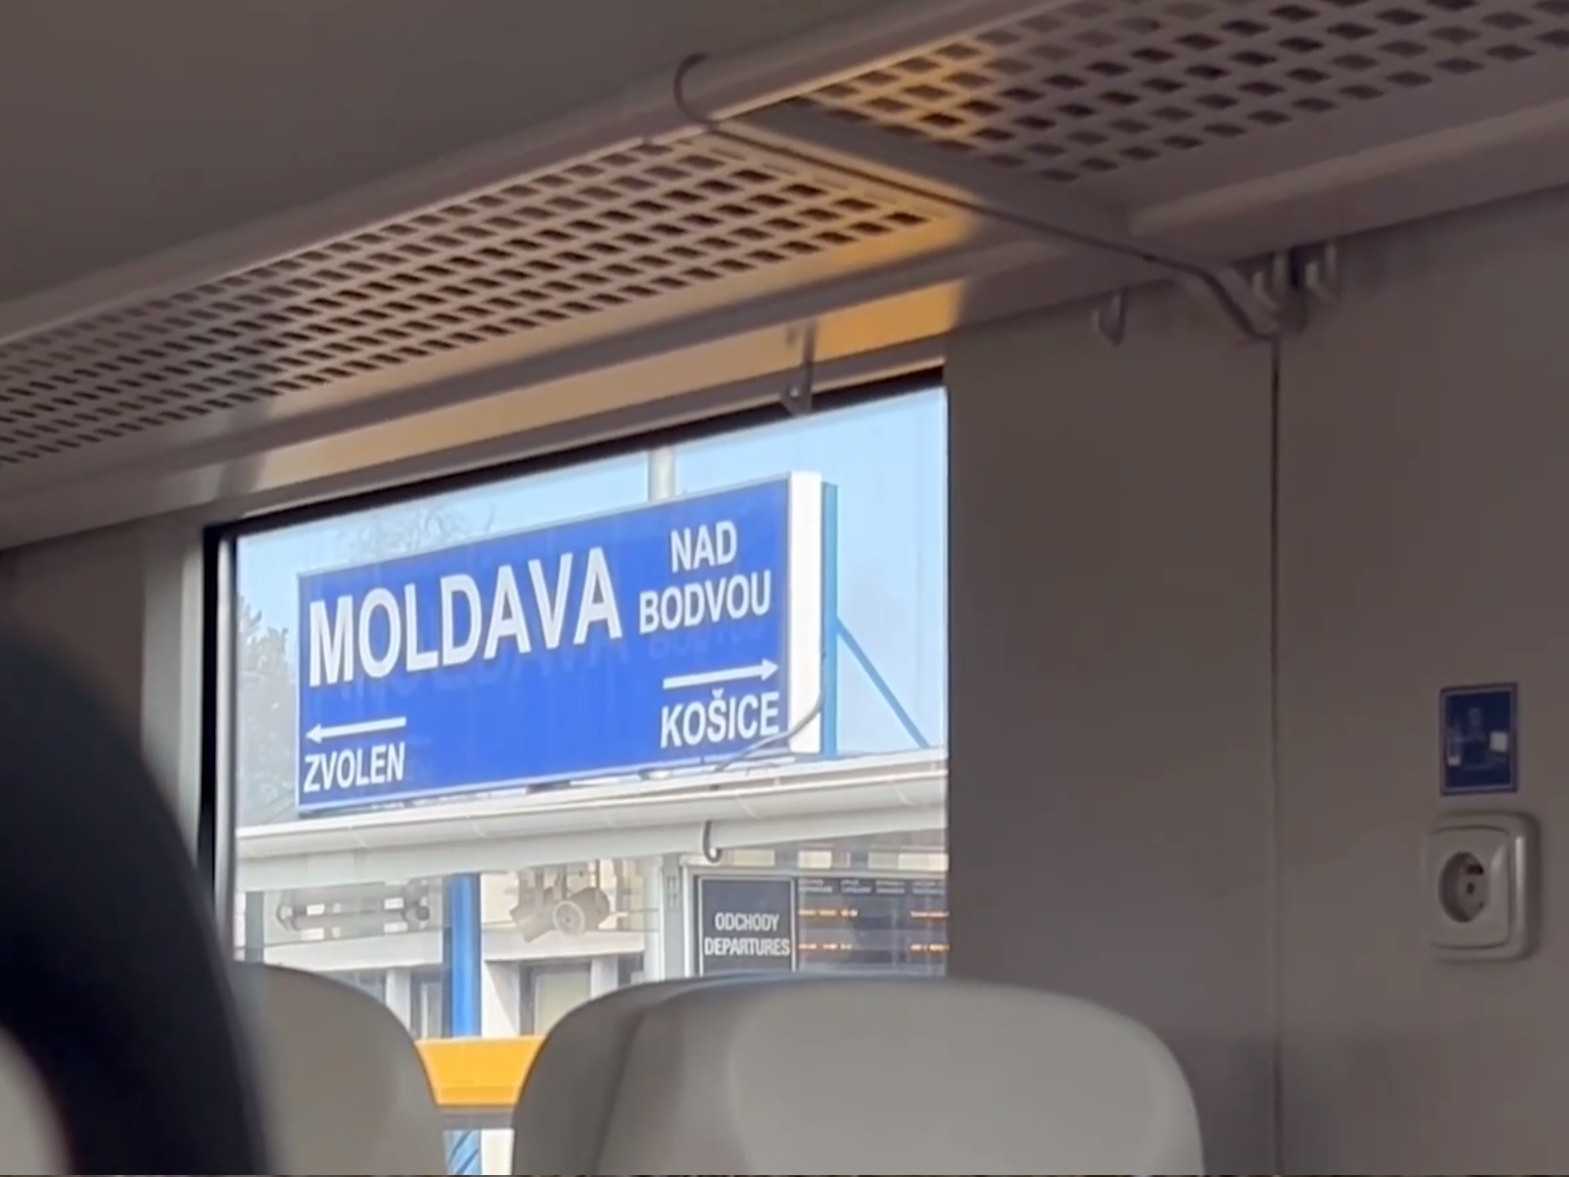 MOLDAVA
NAD
BODVOU
KOŠICE
ZVOLEN
ODCHODY
DEPARTURES